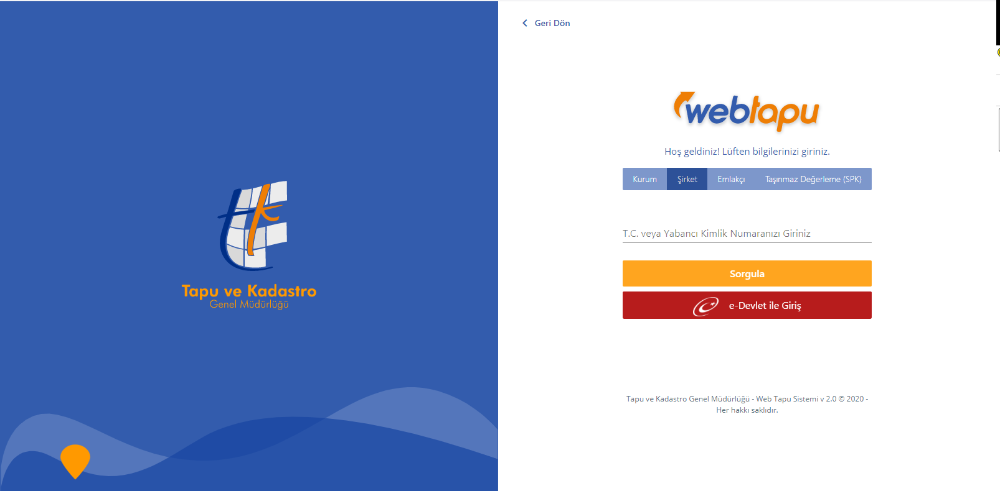 Geri Dön
webtapu
Hoş geldiniz! Lüften bilgilerinizi giriniz.
Kurum Şirket Emlakçı Taşınmaz Değerleme (SPK)
T.C. veya Yabancı Kimlik Numaranızı Giriniz
Sorgula
e-Devlet ile Giriş
Tapu ve Kadastro Genel Müdürlüğü - Web Tapu Sistemi v 2.0 © 2020 -
Her hakkı saklıdır.
tk
Tapu ve Kadastro
Genel Müdürlüğü